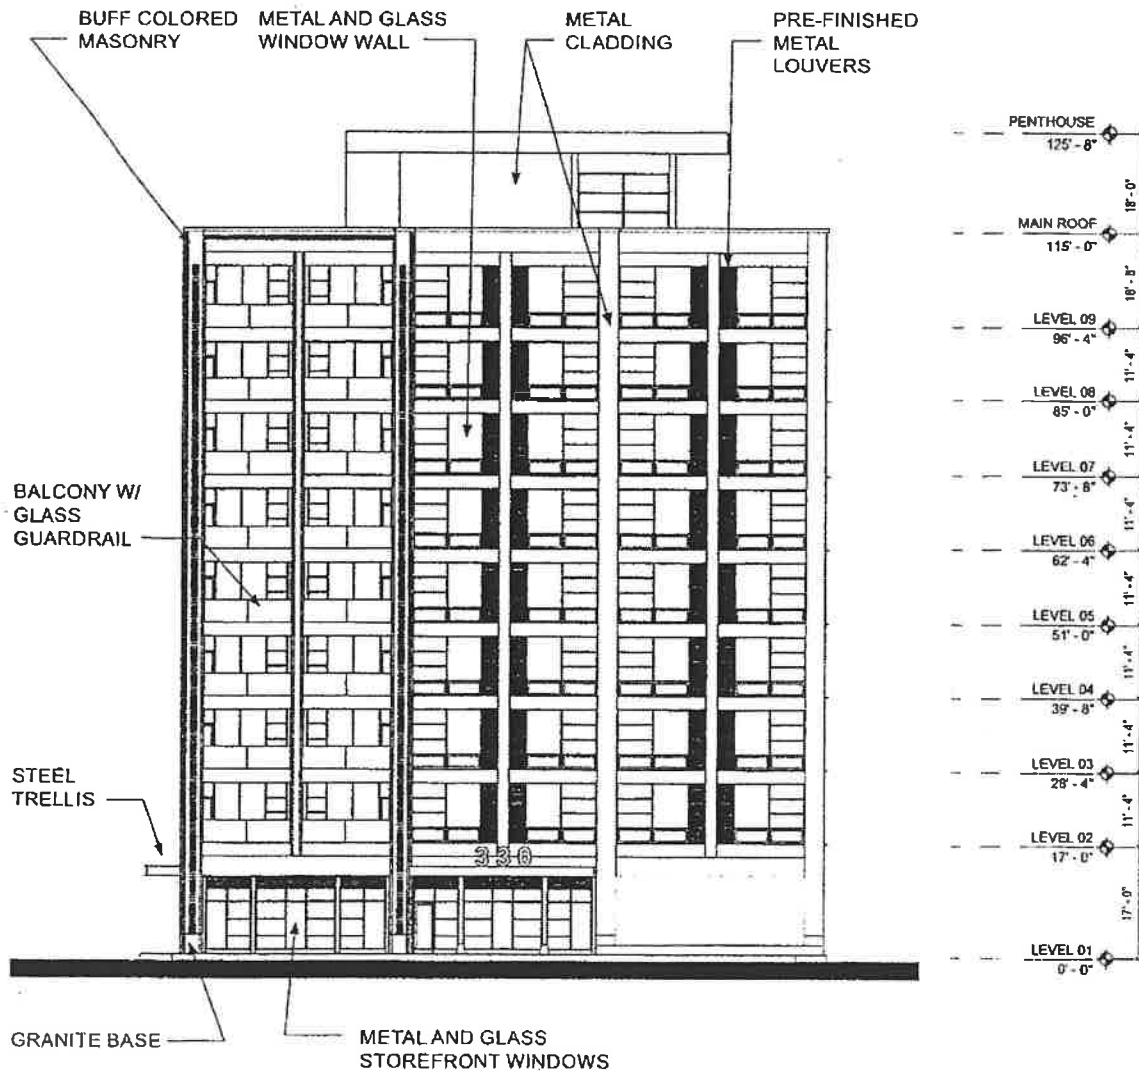 BUFF COLORED
MASONRY
METAL AND GLASS
WINDOW WALL
METAL
CLADDING
PRE-FINISHED
METAL
LOUVERS
PENTHOUSE
125' - 8"
18'-0"
MAIN ROOF
115' - 0"
18'-8"
LEVEL 09
96' - 4"
11'-4"
LEVEL 08
85' - 0"
11'-4"
LEVEL 07
73' - 8"
11'-4"
LEVEL 06
62' - 4"
11'-4"
LEVEL 05
51' - 0"
11'-4"
LEVEL 04
39' - 8"
11'-4"
LEVEL 03
28' - 4"
11'-4"
LEVEL 02
17' - 0"
17'-0"
LEVEL 01
0' - 0"
BALCONY W/
GLASS
GUARDRAIL
STEEL
TRELLIS
336
GRANITE BASE
METAL AND GLASS
STOREFRONT WINDOWS